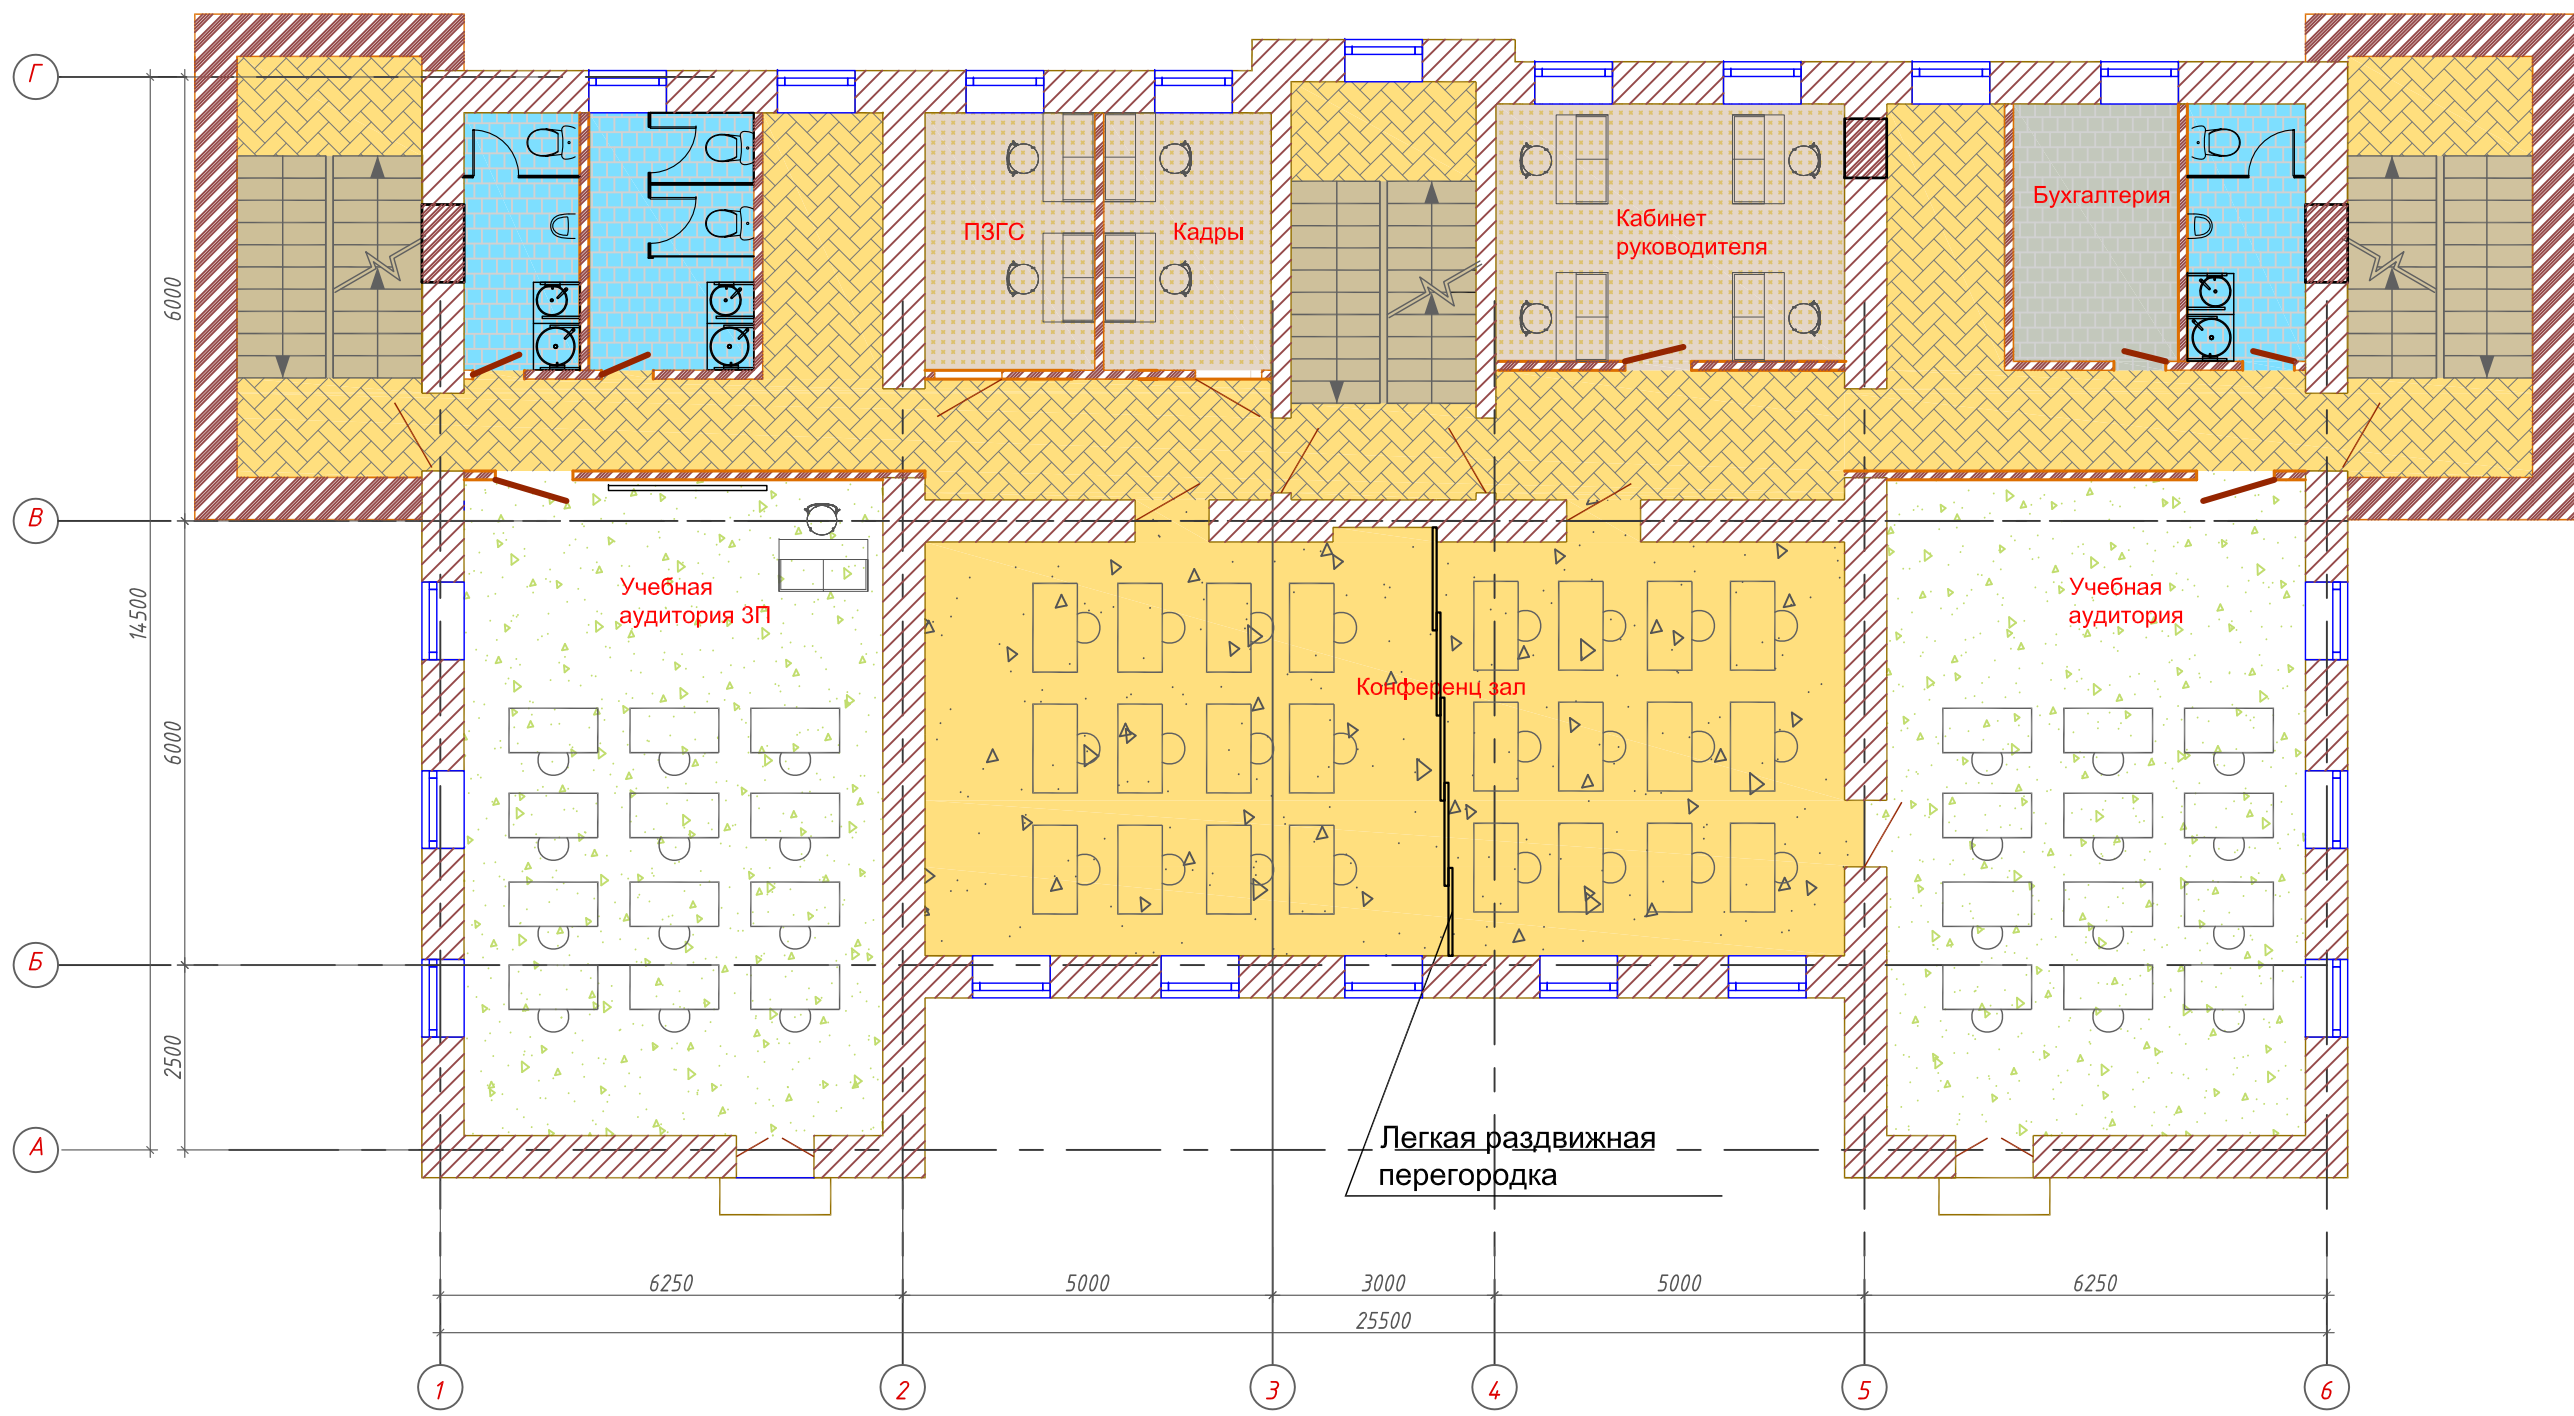 Г
ПЗГС
Кадры
Кабинет
руководителя
Бухгалтерия
6000
В
Учебная
аудитория ЗП
Учебная
аудитория
14500
Конференц зал
6000
Б
2500
А
Легкая раздвижная
перегородка
6250
5000
3000
5000
6250
25500
1
2
3
4
5
6